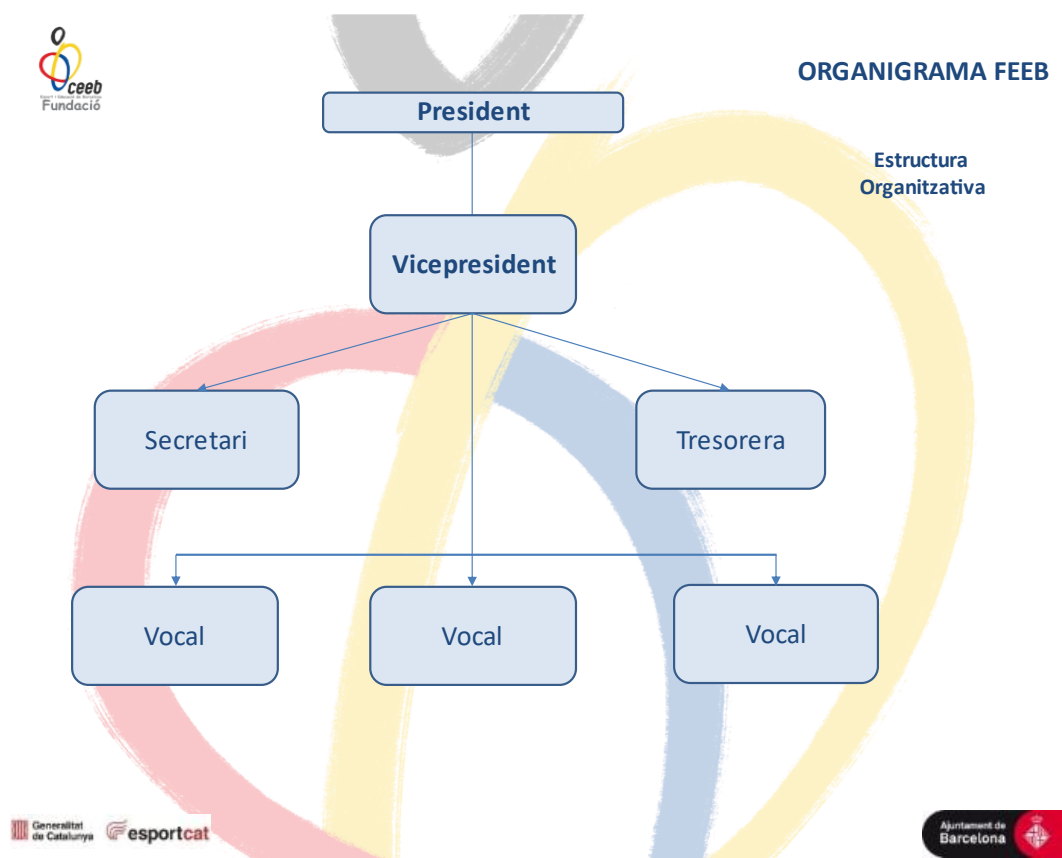 ceeb
Fundació
ORGANIGRAMA FEEB
Estructura
Organitzativa
President
Vicepresident
Secretari
Tresorera
Vocal
Vocal
Vocal
Generalitat
de Catalunya
esportcat
Ajuntament de
Barcelona